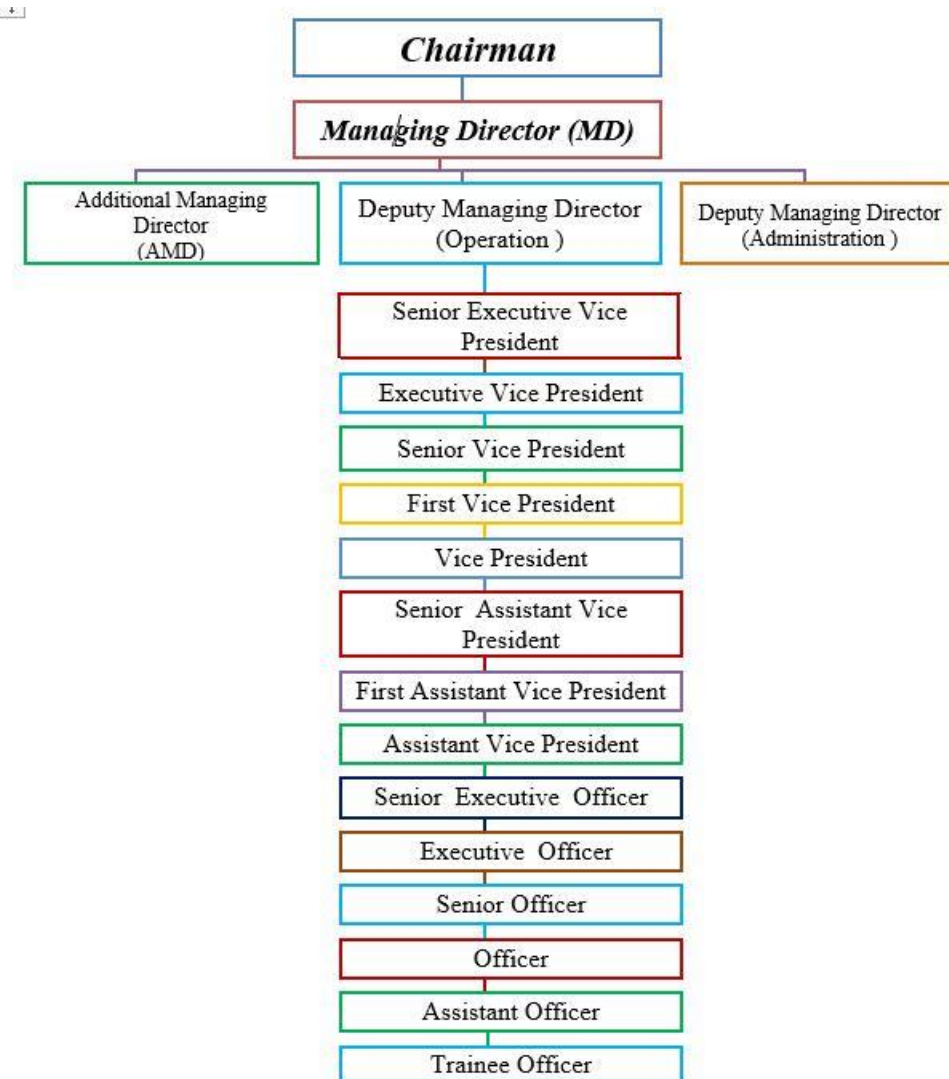 Chairman
Managing Director (MD)
Additional Managing
Director
(AMD)
Deputy Managing Director
(Operation )
Deputy Managing Director
(Administration )
Senior Executive Vice
President
Executive Vice President
Senior Vice President
First Vice President
Vice President
Senior Assistant Vice
President
First Assistant Vice President
Assistant Vice President
Senior Executive Officer
Executive Officer
Senior Officer
Officer
Assistant Officer
Trainee Officer